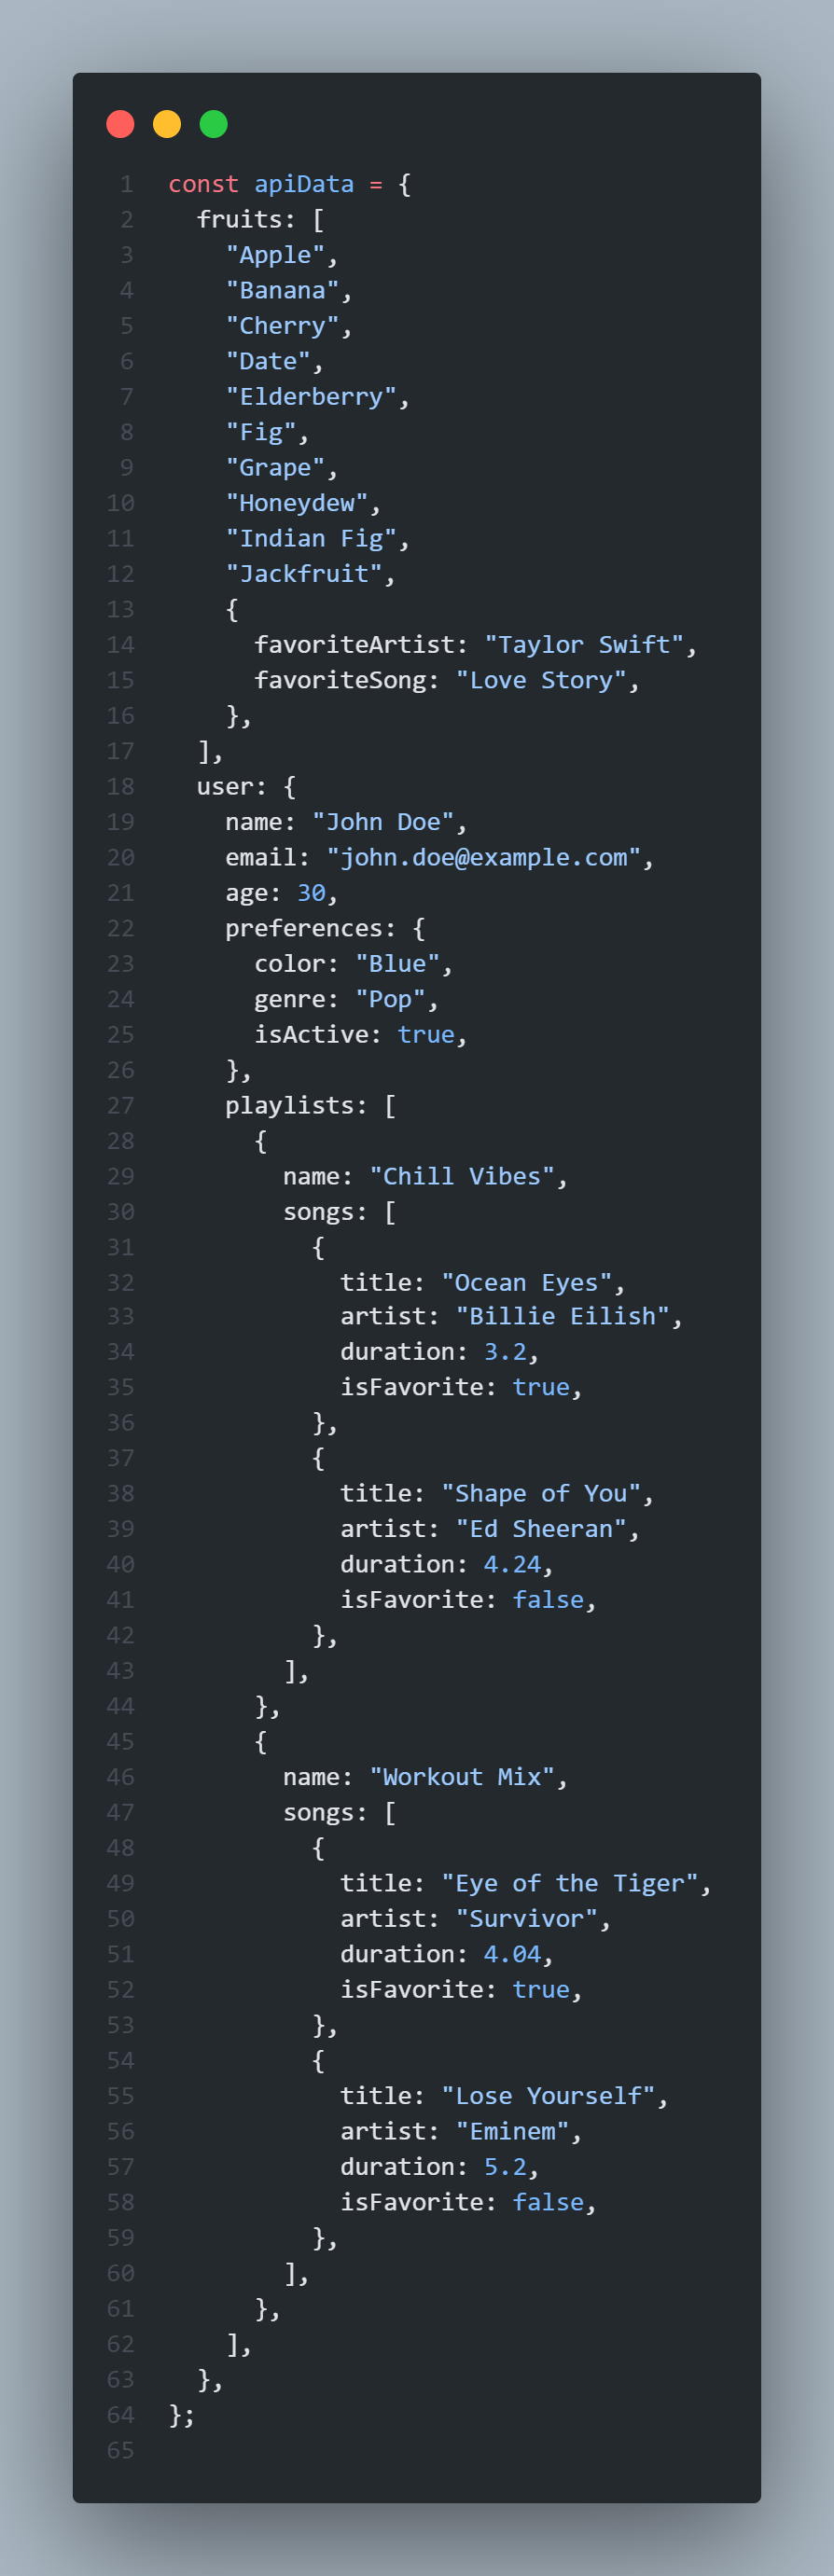 1 const apiData = {
2   fruits: [
3     "Apple",
4     "Banana",
5     "Cherry",
6     "Date",
7     "Elderberry",
8     "Fig",
9     "Grape",
10     "Honeydew",
11     "Indian Fig",
12     "Jackfruit",
13     {
14       favoriteArtist: "Taylor Swift",
15       favoriteSong: "Love Story",
16     },
17   ],
18   user: {
19     name: "John Doe",
20     email: "john.doe@example.com",
21     age: 30,
22     preferences: {
23       color: "Blue",
24       genre: "Pop",
25       isActive: true,
26     },
27     playlists: [
28       {
29         name: "Chill Vibes",
30         songs: [
31           {
32             title: "Ocean Eyes",
33             artist: "Billie Eilish",
34             duration: 3.2,
35             isFavorite: true,
36           },
37           {
38             title: "Shape of You",
39             artist: "Ed Sheeran",
40             duration: 4.24,
41             isFavorite: false,
42           },
43         ],
44       },
45       {
46         name: "Workout Mix",
47         songs: [
48           {
49             title: "Eye of the Tiger",
50             artist: "Survivor",
51             duration: 4.04,
52             isFavorite: true,
53           },
54           {
55             title: "Lose Yourself",
56             artist: "Eminem",
57             duration: 5.2,
58             isFavorite: false,
59           },
60         ],
61       },
62     ],
63   },
64 };
65